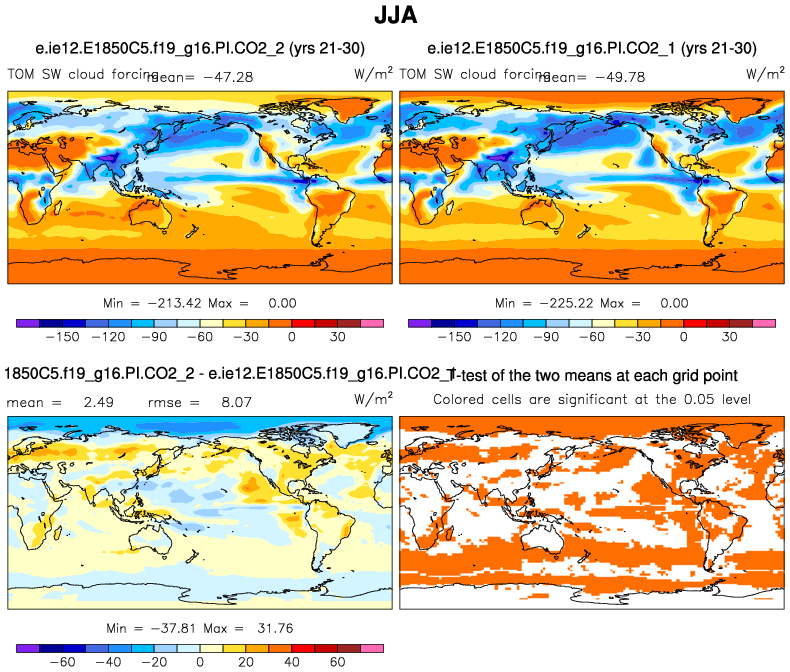 JJA
e.ie12.E1850C5.f19_g16.PI.CO2_2 (yrs 21-30)
TOM SW cloud forcing mean= −47.28 W/m²
Min = −213.42 Max = 0.00
−150 −120 −90 −60 −30 0 30
e.ie12.E1850C5.f19_g16.PI.CO2_1 (yrs 21-30)
TOM SW cloud forcing mean= −49.78 W/m²
Min = −225.22 Max = 0.00
−150 −120 −90 −60 −30 0 30
1850C5.f19_g16.PI.CO2_2 - e.ie12.E1850C5.f19_g16.PI.CO2_1
mean = 2.49 rmse = 8.07 W/m²
Min = −37.81 Max = 31.76
−60 −40 −20 0 20 40 60
T-test of the two means at each grid point
Colored cells are significant at the 0.05 level